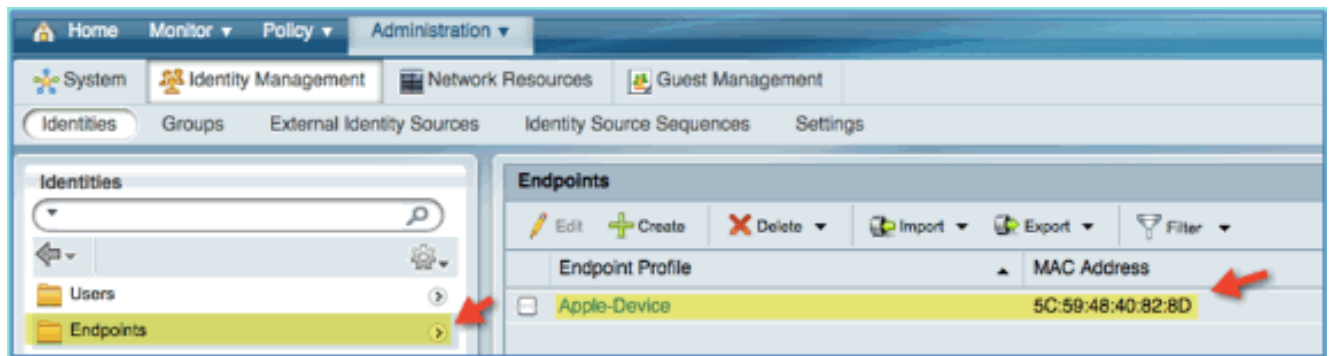 Home Monitor Policy Administration
System Identity Management Network Resources Guest Management
Identities Groups External Identity Sources Identity Source Sequences Settings
Identities
Users
Endpoints
Endpoints
Edit Create Delete Import Export Filter
Endpoint Profile MAC Address
Apple-Device 5C:59:48:40:82:8D